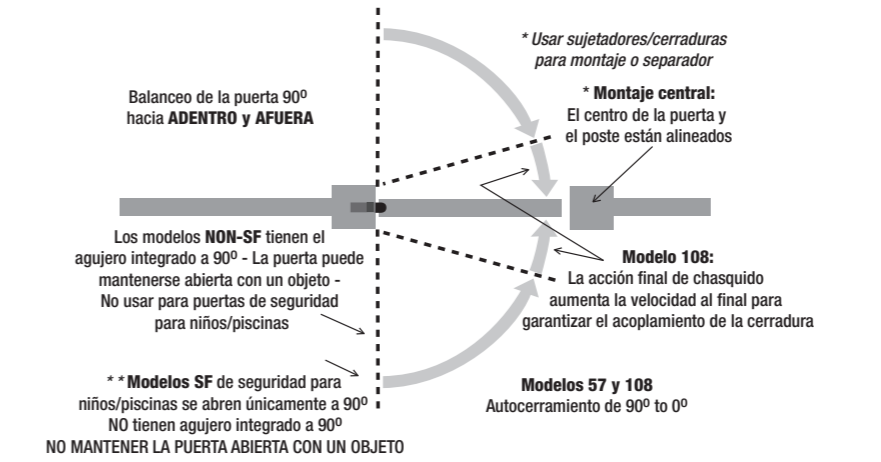 * Usar sujetadores/cerraduras
para montaje o separador
Balanceo de la puerta 90º
hacia ADENTRO y AFUERA
* Montaje central:
El centro de la puerta y
el poste están alineados
Los modelos NON-SF tienen el
agujero integrado a 90º - La puerta puede
mantenerse abierta con un objeto -
No usar para puertas de seguridad
para niños/piscinas
Modelo 108:
La acción final de chasquido
aumenta la velocidad al final para
garantizar el acoplamiento de la cerradura
* * Modelos SF de seguridad para
niños/piscinas se abren únicamente a 90º
NO tienen agujero integrado a 90º
NO MANTENER LA PUERTA ABIERTA CON UN OBJETO
Modelos 57 y 108
Autocerramiento de 90º to 0º